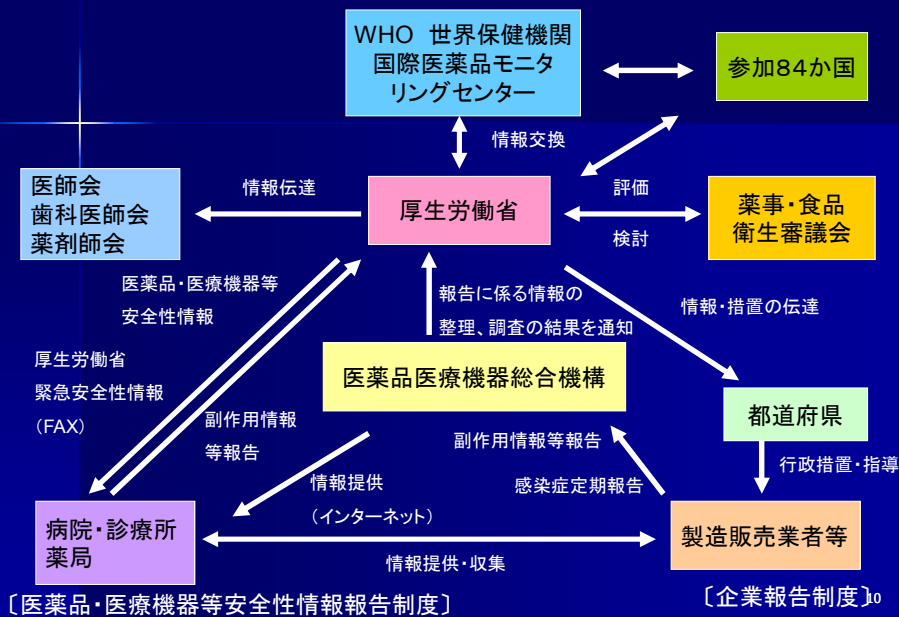 WHO 世界保健機関
国際医薬品モニタ
リングセンター
参加84か国
情報交換
医師会
歯科医師会
薬剤師会
情報伝達
厚生労働省
評価
検討
薬事・食品
衛生審議会
医薬品・医療機器等
安全性情報
報告に係る情報の
整理、調査の結果を通知
情報・措置の伝達
厚生労働省
緊急安全性情報
(FAX)
医薬品医療機器総合機構
都道府県
副作用情報
等報告
副作用情報等報告
感染症定期報告
行政措置・指導
情報提供
(インターネット)
病院・診療所
薬局
製造販売業者等
情報提供・収集
〔医薬品・医療機器等安全性情報報告制度〕
〔企業報告制度〕
10